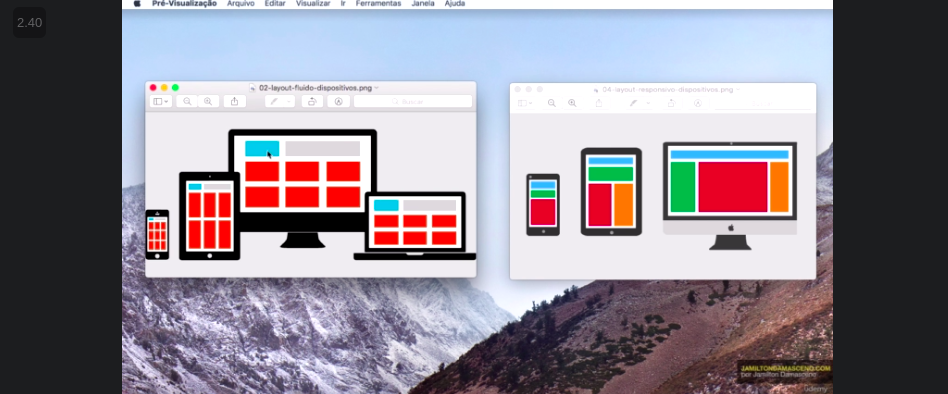 2.40
Pré-Visualização Arquivo Editar Visualizar Ir Ferramentas Janela Ajuda
02-layout-fluido-dispositivos.png
04-layout-responsivo-dispositivos.png
Buscar
JAMILTONDAMASCENO.COM
por Jamilton Damasceno
udemy